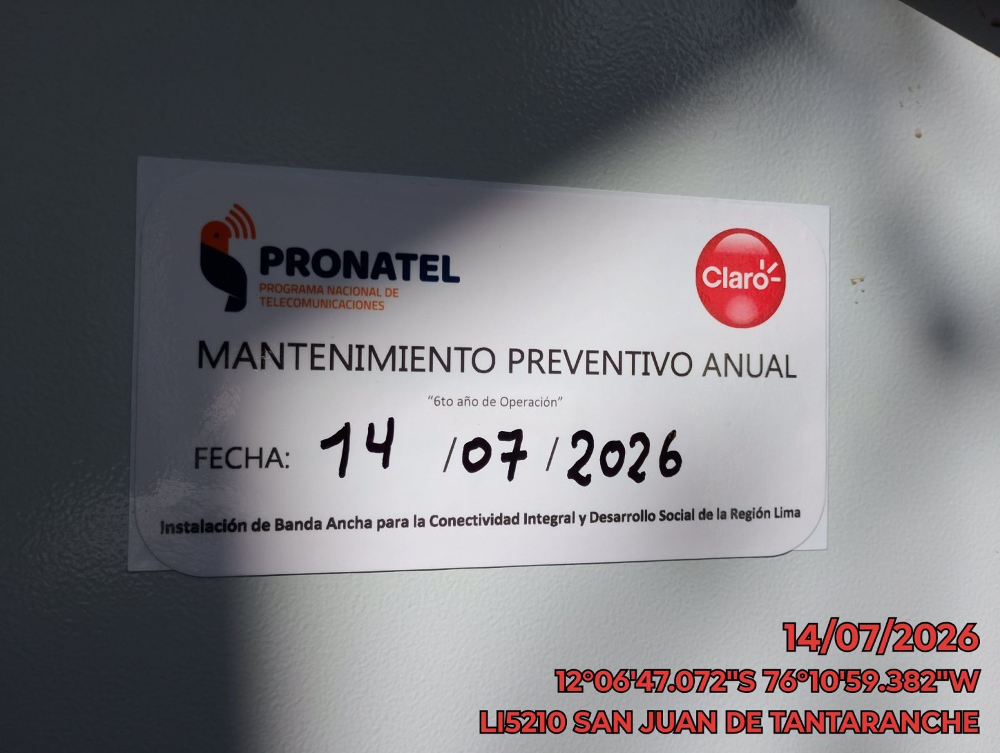 PRONATEL
PROGRAMA NACIONAL DE
TELECOMUNICACIONES
Claro
MANTENIMIENTO PREVENTIVO ANUAL
“6to año de Operación”
FECHA: 14 /07 /2026
Instalación de Banda Ancha para la Conectividad Integral y Desarrollo Social de la Región Lima
14/07/2026
12°06'47.072"S 76°10'59.382"W
LI5210 SAN JUAN DE TANTARANCHE